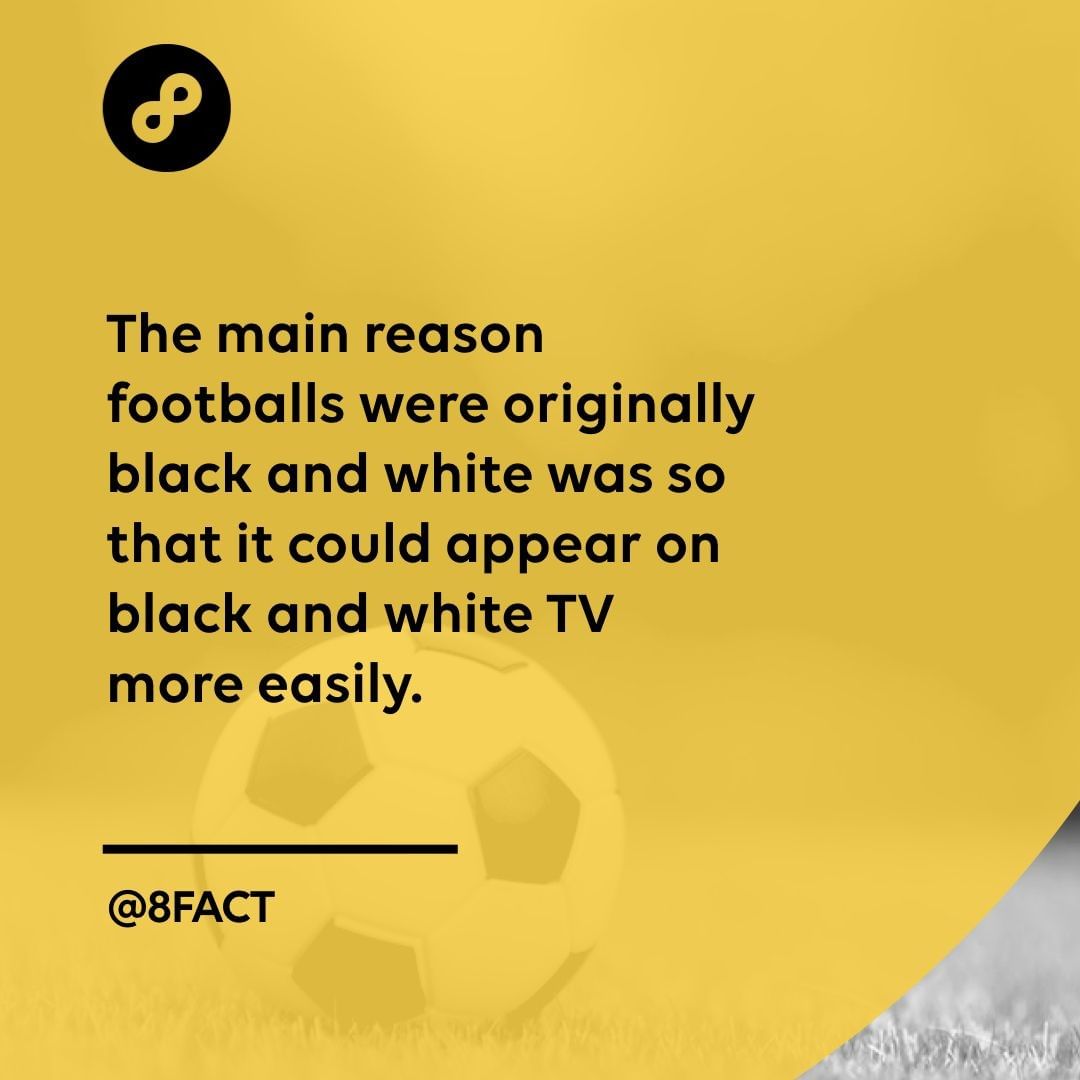 The main reason
footballs were originally
black and white was so
that it could appear on
black and white TV
more easily.
@8FACT